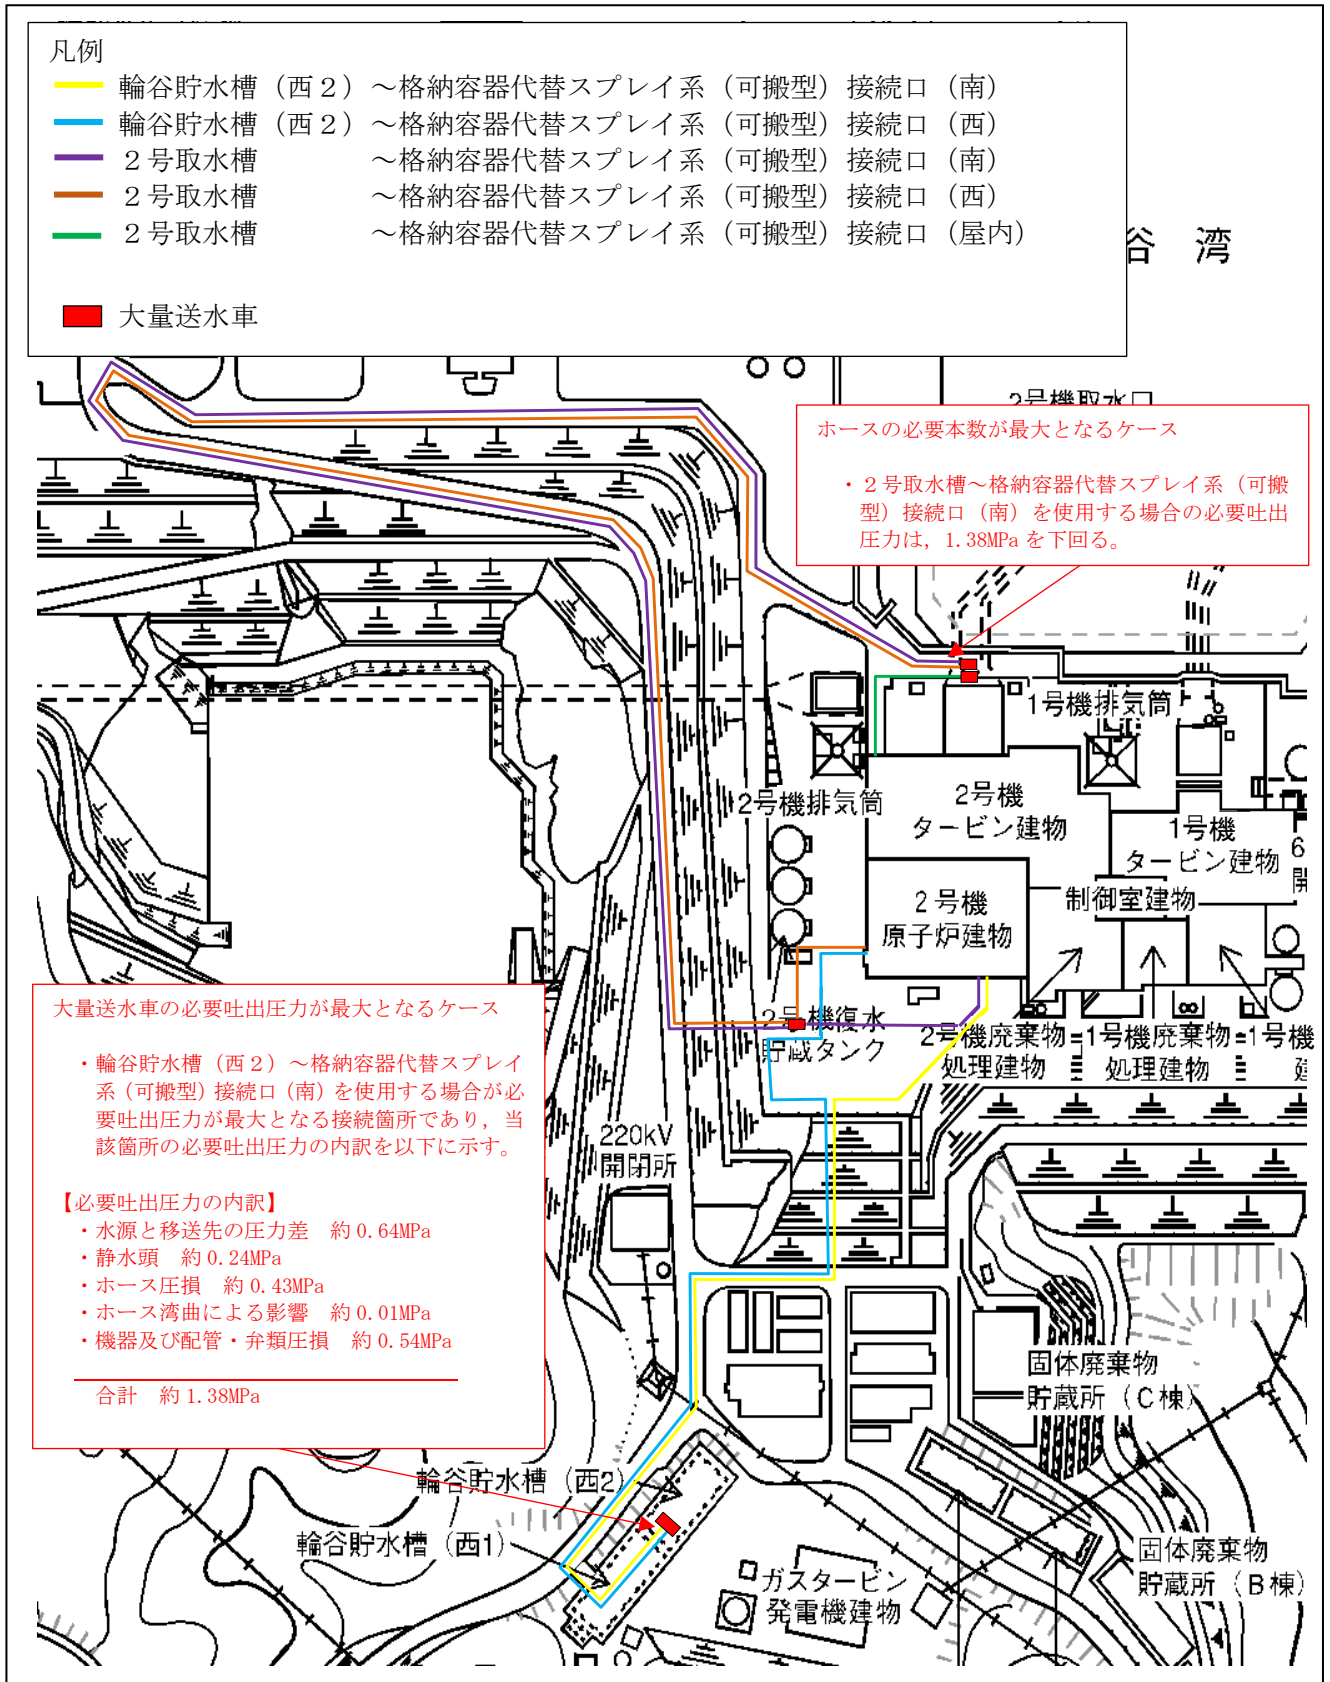 凡例
輪谷貯水槽（西２）～格納容器代替スプレイ系（可搬型）接続口（南）
輪谷貯水槽（西２）～格納容器代替スプレイ系（可搬型）接続口（西）
２号取水槽　　　　～格納容器代替スプレイ系（可搬型）接続口（南）
２号取水槽　　　　～格納容器代替スプレイ系（可搬型）接続口（西）
２号取水槽　　　　～格納容器代替スプレイ系（可搬型）接続口（屋内）
大量送水車
谷 湾
2号機取水口
ホースの必要本数が最大となるケース
・２号取水槽～格納容器代替スプレイ系（可搬
型）接続口（南）を使用する場合の必要吐出
圧力は，1.38MPaを下回る。
1号機排気筒
2号機排気筒
2号機
タービン建物
1号機
タービン建物
6
開
制御室建物
2号機
原子炉建物
2号機復水
貯蔵タンク
2号機廃棄物
処理建物
1号機廃棄物
処理建物
1号機
大量送水車の必要吐出圧力が最大となるケース
・輪谷貯水槽（西２）～格納容器代替スプレイ
系（可搬型）接続口（南）を使用する場合が必
要吐出圧力が最大となる接続箇所であり，当
該箇所の必要吐出圧力の内訳を以下に示す。
【必要吐出圧力の内訳】
・水源と移送先の圧力差　約0.64MPa
・静水頭　約0.24MPa
・ホース圧損　約0.43MPa
・ホース湾曲による影響　約0.01MPa
・機器及び配管・弁類圧損　約0.54MPa
合計　約1.38MPa
220kV
開閉所
固体廃棄物
貯蔵所（C棟）
輪谷貯水槽（西2）
輪谷貯水槽（西1）
ガスタービン
発電機建物
固体廃棄物
貯蔵所（B棟）